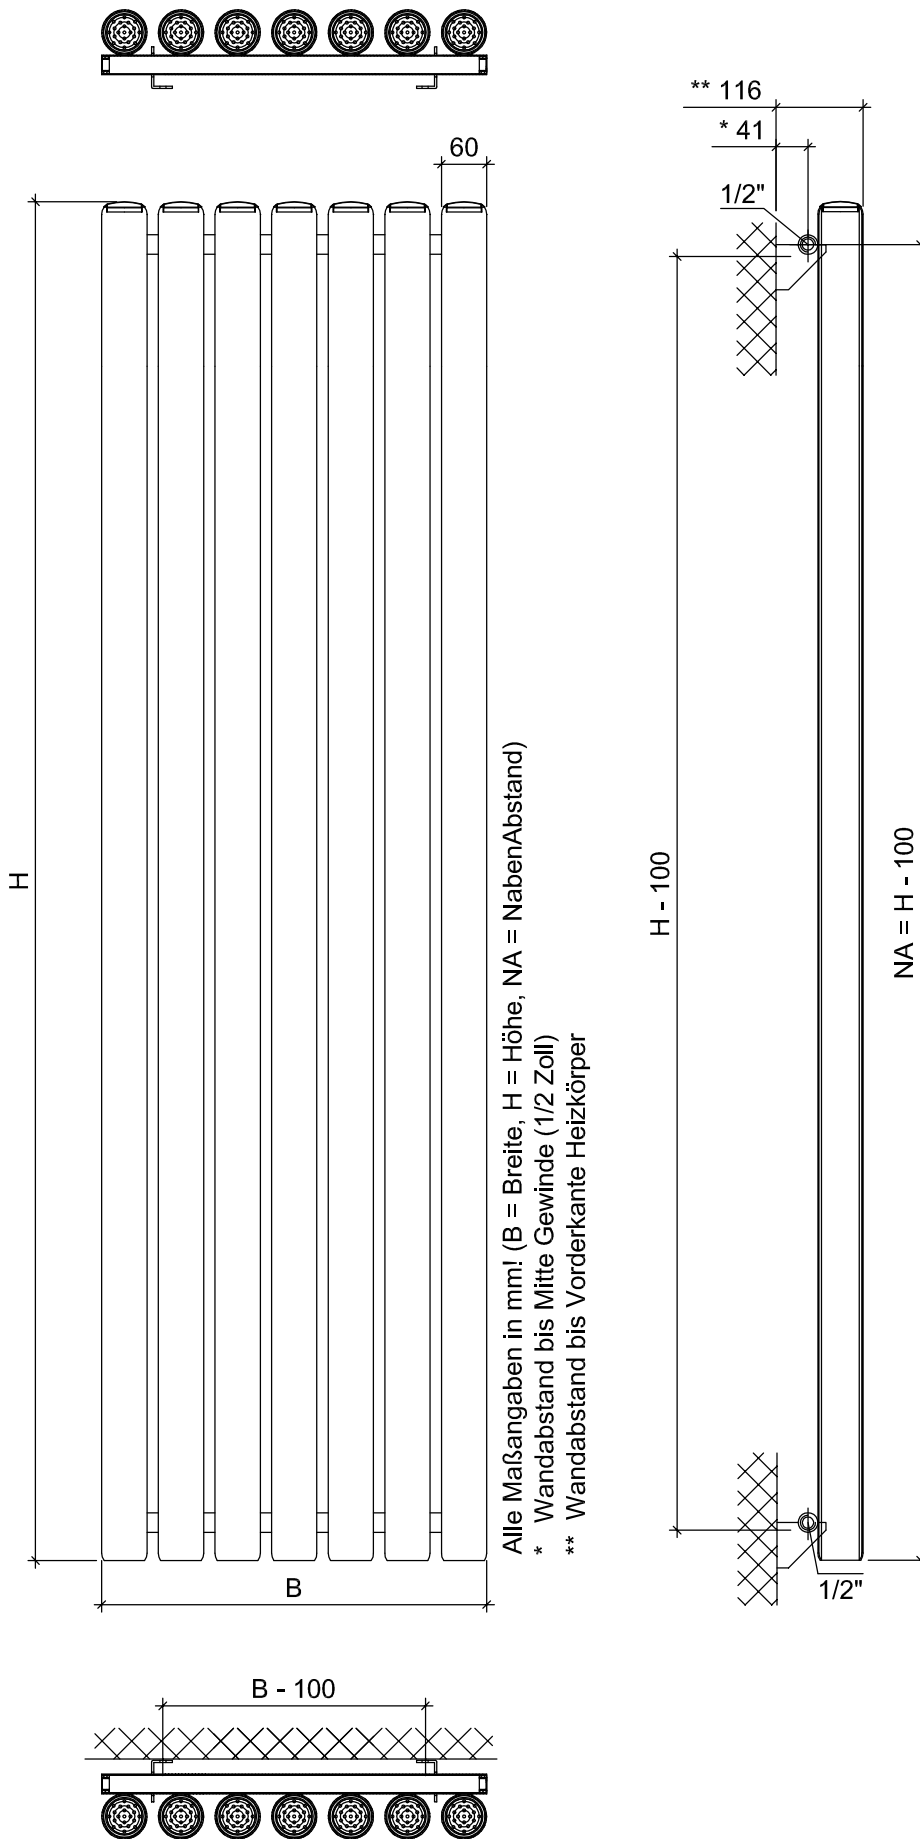 ** 116
* 41
60
1/2"
H
H - 100
NA = H - 100
Alle Maßangaben in mm! (B = Breite, H = Höhe, NA = NabenAbstand)
* Wandabstand bis Mitte Gewinde (1/2 Zoll)
** Wandabstand bis Vorderkante Heizkörper
1/2"
B
B - 100